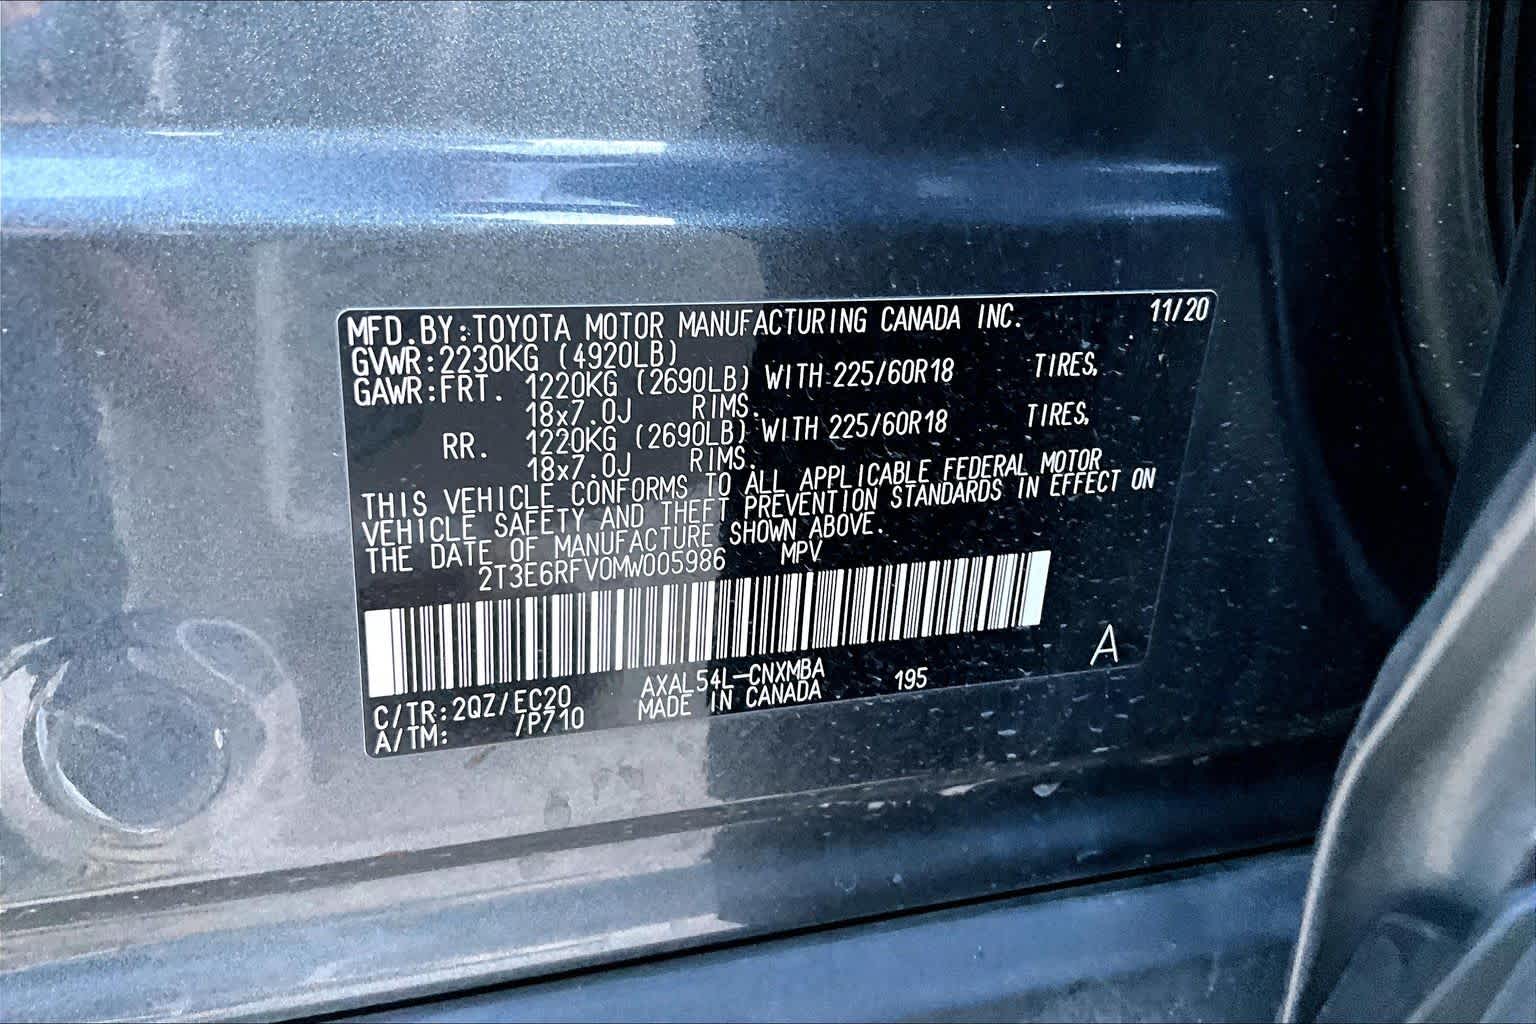 MFD.BY:TOYOTA MOTOR MANUFACTURING CANADA INC. 11/20
GVWR:2230KG (4920LB)
GAWR:FRT. 1220KG (2690LB) WITH 225/60R18 TIRES,
18x7.0J RIMS.
RR. 1220KG (2690LB) WITH 225/60R18 TIRES,
18x7.0J RIMS.
THIS VEHICLE CONFORMS TO ALL APPLICABLE FEDERAL MOTOR
VEHICLE SAFETY AND THEFT PREVENTION STANDARDS IN EFFECT ON
THE DATE OF MANUFACTURE SHOWN ABOVE.
2T3E6RFV0MW005986 MPV
C/TR:2QZ/EC20 AXAL54L-CNXMBA 195 A
A/TM: /P710 MADE IN CANADA